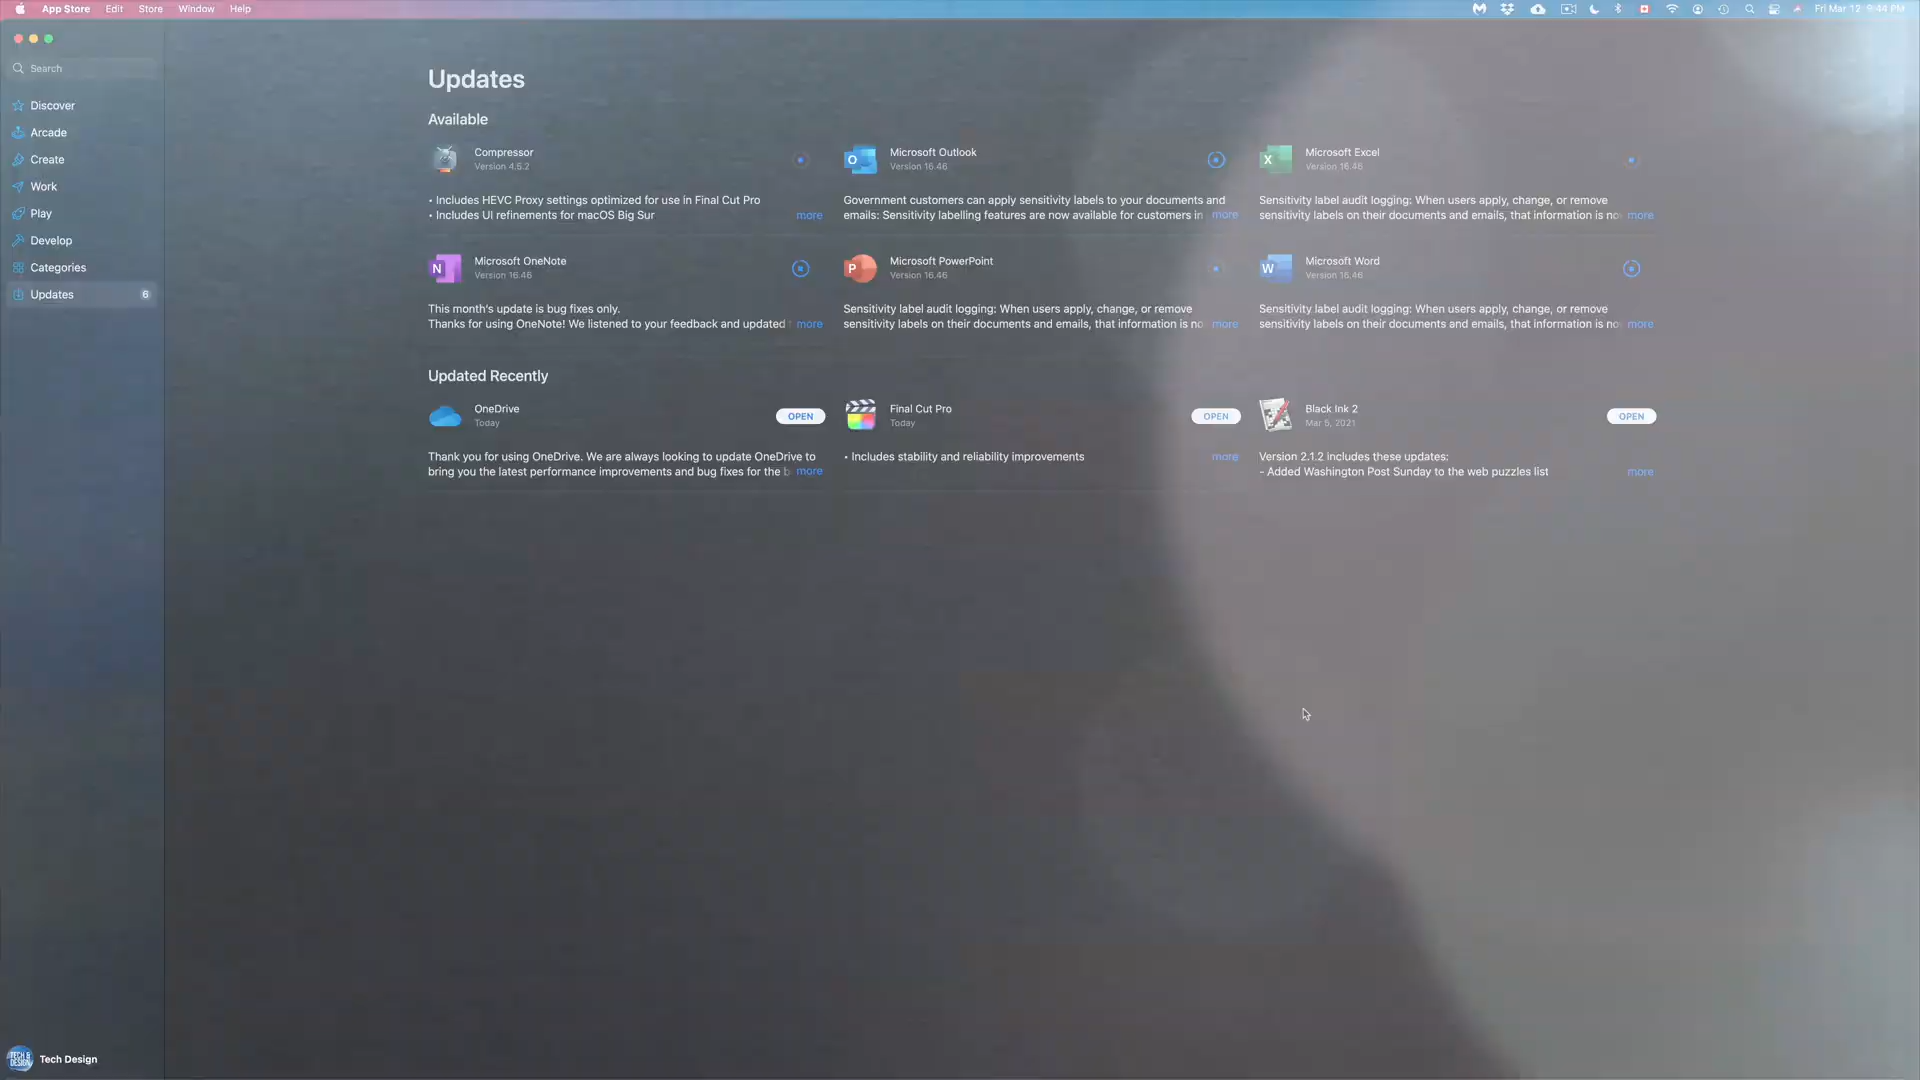 App Store Edit Store Window Help
Fri Mar 12 9:44 PM
Search
Discover
Arcade
Create
Work
Play
Develop
Categories
Updates 6
Tech Design
Updates
Available
Compressor
Version 4.5.2
• Includes HEVC Proxy settings optimized for use in Final Cut Pro
• Includes UI refinements for macOS Big Sur more
Microsoft Outlook
Version 16.46
Government customers can apply sensitivity labels to your documents and
emails: Sensitivity labelling features are now available for customers in more
Microsoft Excel
Version 16.46
Sensitivity label audit logging: When users apply, change, or remove
sensitivity labels on their documents and emails, that information is no more
Microsoft OneNote
Version 16.46
This month's update is bug fixes only.
Thanks for using OneNote! We listened to your feedback and updated more
Microsoft PowerPoint
Version 16.46
Sensitivity label audit logging: When users apply, change, or remove
sensitivity labels on their documents and emails, that information is no more
Microsoft Word
Version 16.46
Sensitivity label audit logging: When users apply, change, or remove
sensitivity labels on their documents and emails, that information is no more
Updated Recently
OneDrive
Today
OPEN
Thank you for using OneDrive. We are always looking to update OneDrive to
bring you the latest performance improvements and bug fixes for the b more
Final Cut Pro
Today
OPEN
• Includes stability and reliability improvements more
Black Ink 2
Mar 5, 2021
OPEN
Version 2.1.2 includes these updates:
- Added Washington Post Sunday to the web puzzles list more